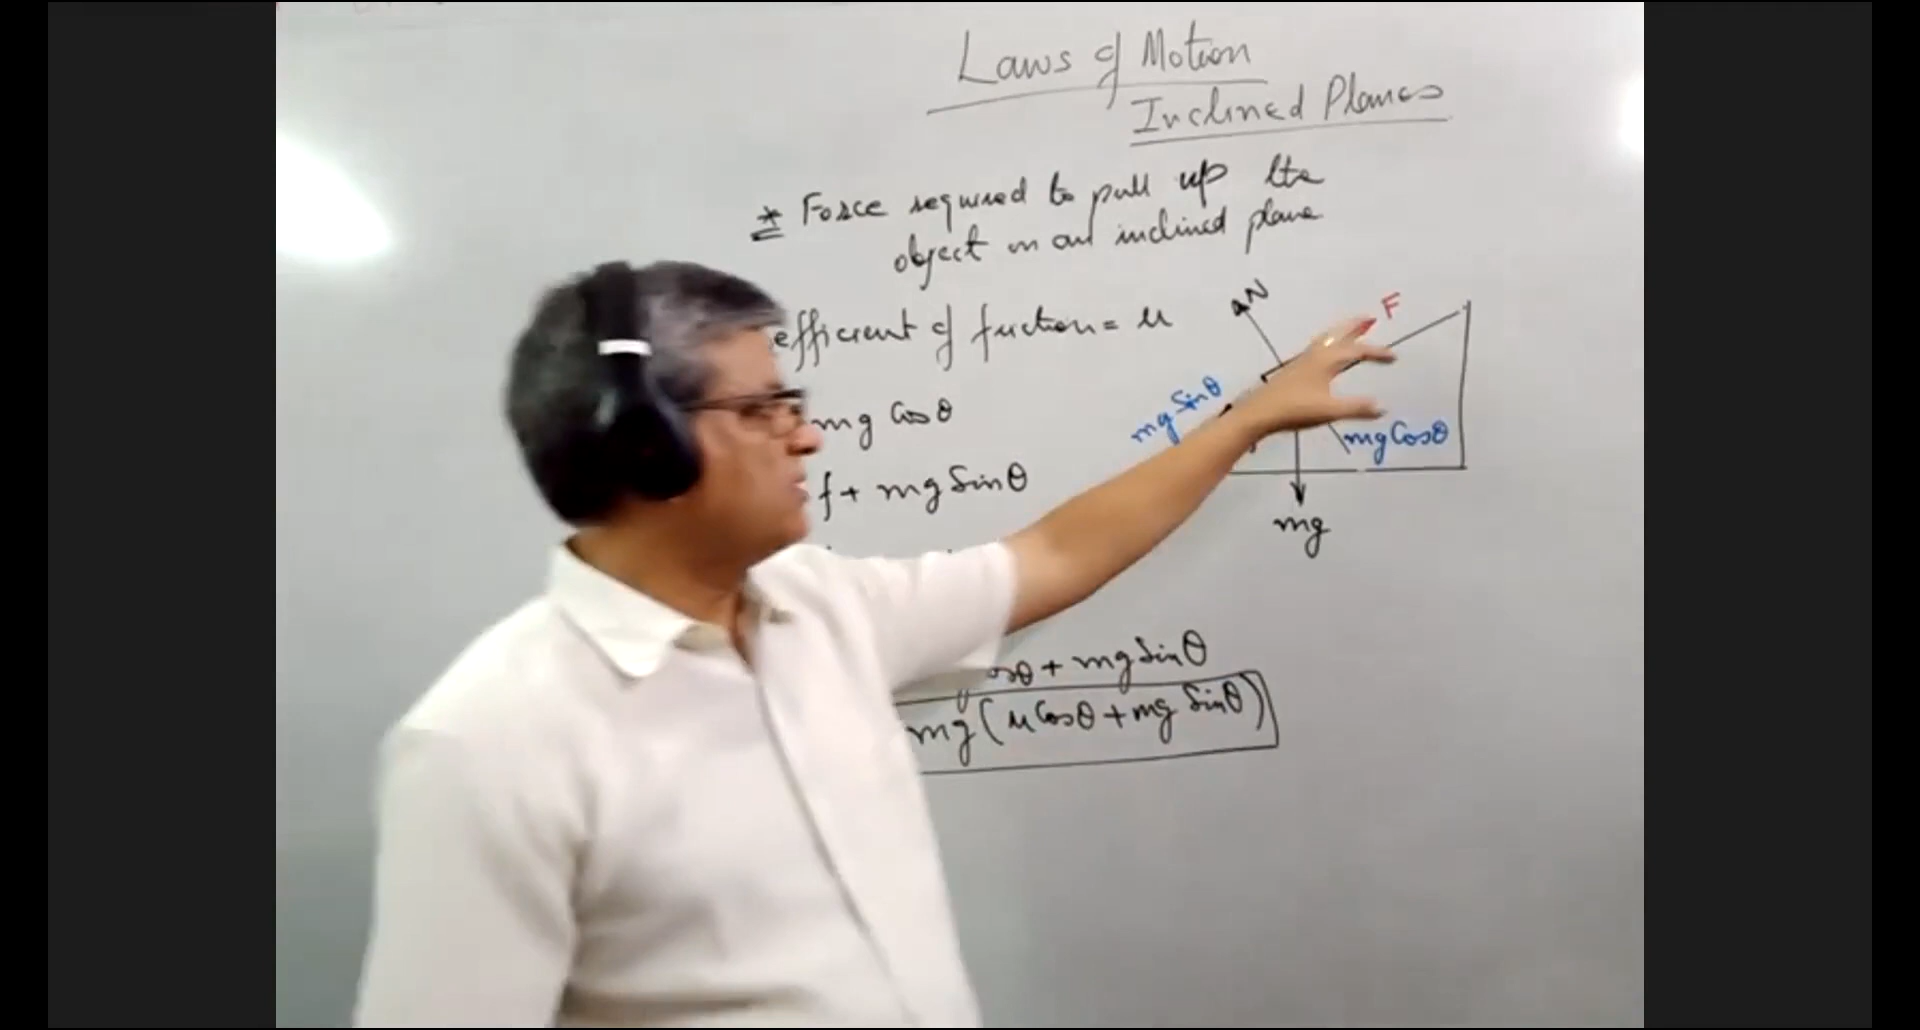 Laws of Motion
Inclined Planes
* Force required to pull up the
object on an inclined plane
efficient of friction = μ
N
F
mg Sinθ
mg Cosθ
mg
mg Cosθ
f + mg Sinθ
osθ + mg Sinθ
mg (μ Cosθ + mg Sinθ)